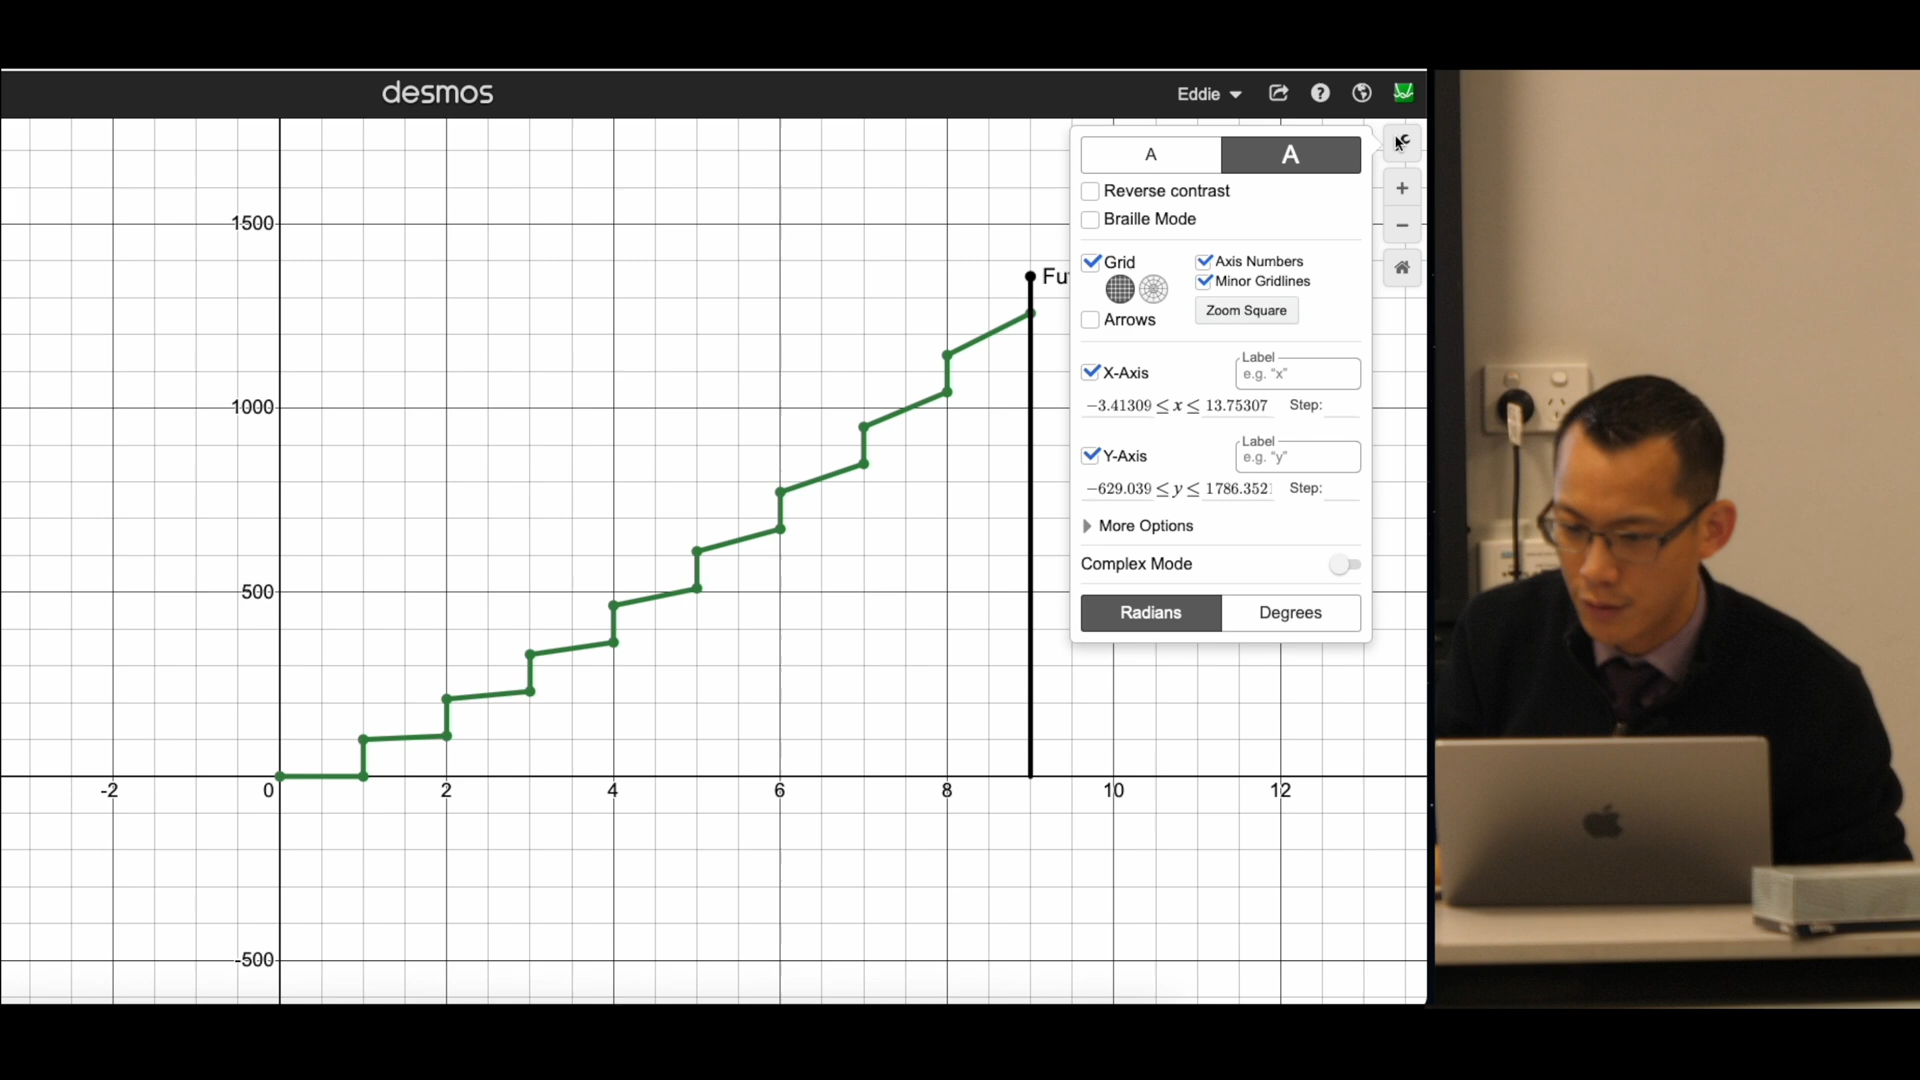 desmos
Eddie
A A
Reverse contrast
Braille Mode
Grid
Axis Numbers
Minor Gridlines
Zoom Square
Arrows
X-Axis
Label
e.g. “x”
−3.41309 ≤ x ≤ 13.75307 Step:
Y-Axis
Label
e.g. “y”
−629.039 ≤ y ≤ 1786.352
Step:
More Options
Complex Mode
Radians Degrees
Fu
1500
1000
500
-2 0 2 4 6 8 10 12
-500